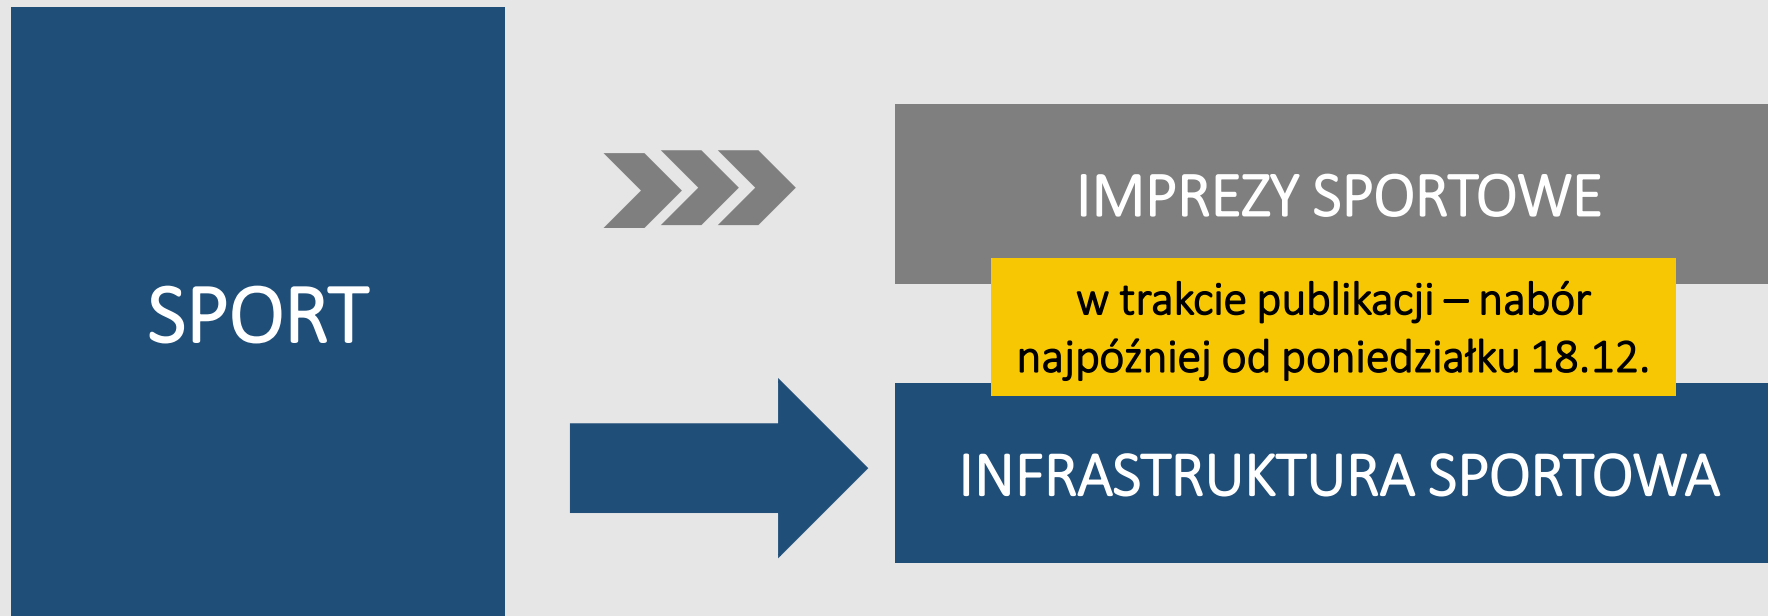 SPORT
IMPREZY SPORTOWE
w trakcie publikacji – nabór
najpóźniej od poniedziałku 18.12.
INFRASTRUKTURA SPORTOWA